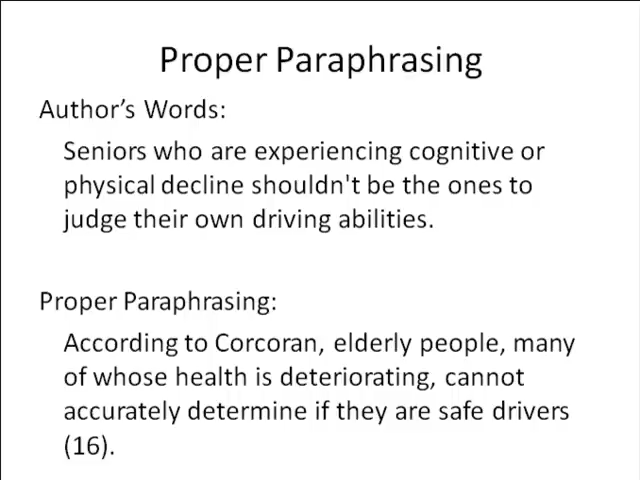 Proper Paraphrasing
Author’s Words:
Seniors who are experiencing cognitive or
physical decline shouldn't be the ones to
judge their own driving abilities.
Proper Paraphrasing:
According to Corcoran, elderly people, many
of whose health is deteriorating, cannot
accurately determine if they are safe drivers
(16).